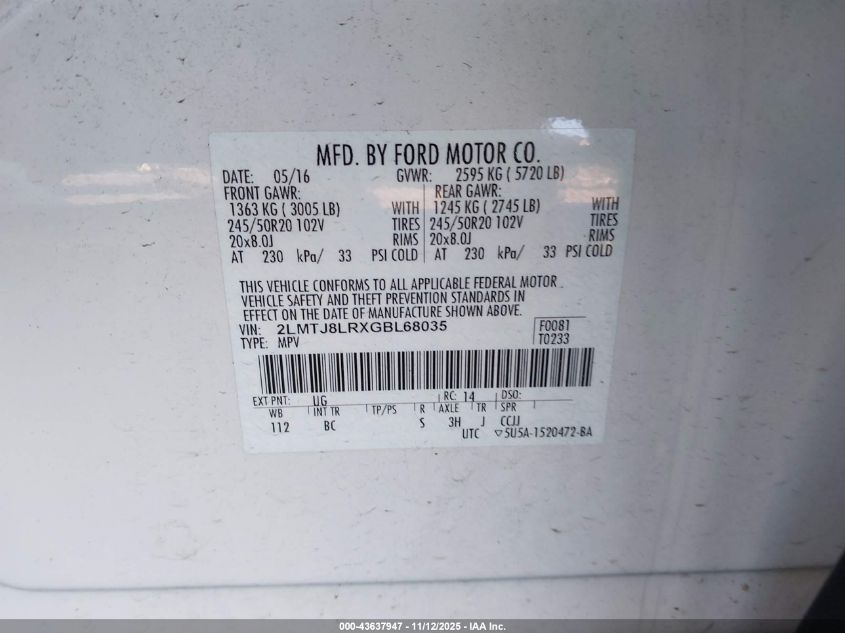 MFD. BY FORD MOTOR CO.
DATE: 05/16 GVWR: 2595 KG ( 5720 LB)
FRONT GAWR: REAR GAWR:
1363 KG ( 3005 LB) WITH 1245 KG ( 2745 LB) WITH
245/50R20 102V TIRES 245/50R20 102V TIRES
20x8.0J RIMS 20x8.0J RIMS
AT 230 kPa/ 33 PSI COLD AT 230 kPa/ 33 PSI COLD
THIS VEHICLE CONFORMS TO ALL APPLICABLE FEDERAL MOTOR
VEHICLE SAFETY AND THEFT PREVENTION STANDARDS IN
EFFECT ON THE DATE OF MANUFACTURE SHOWN ABOVE.
VIN: 2LMTJ8LRXGBL68035 F0081
TYPE: MPV T0233
EXT PNT: UG RC: 14 DSO:
WB INT TR TP/PS R AXLE TR SPR
112 BC S 3H J CCJJ
UTC ▽5U5A-1520472-BA
000-43637947 - 11/12/2025 - IAA Inc.